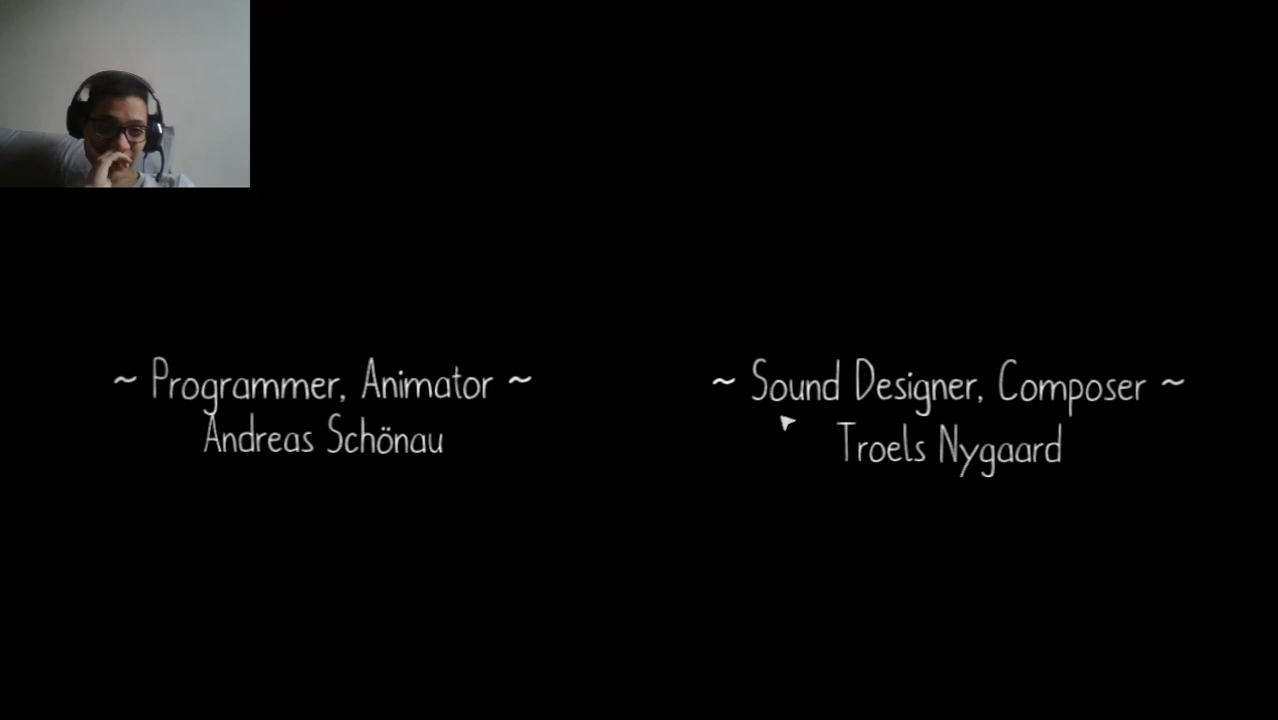 ~ Programmer, Animator ~
Andreas Schönau
~ Sound Designer, Composer ~
Troels Nygaard